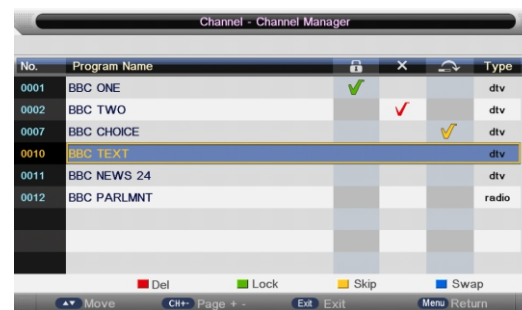 Channel - Channel Manager
No. Program Name Type
0001 BBC ONE dtv
0002 BBC TWO dtv
0007 BBC CHOICE dtv
0010 BBC TEXT dtv
0011 BBC NEWS 24 dtv
0012 BBC PARLMNT radio
Del Lock Skip Swap
Move CH+- Page + - Exit Exit Menu Return